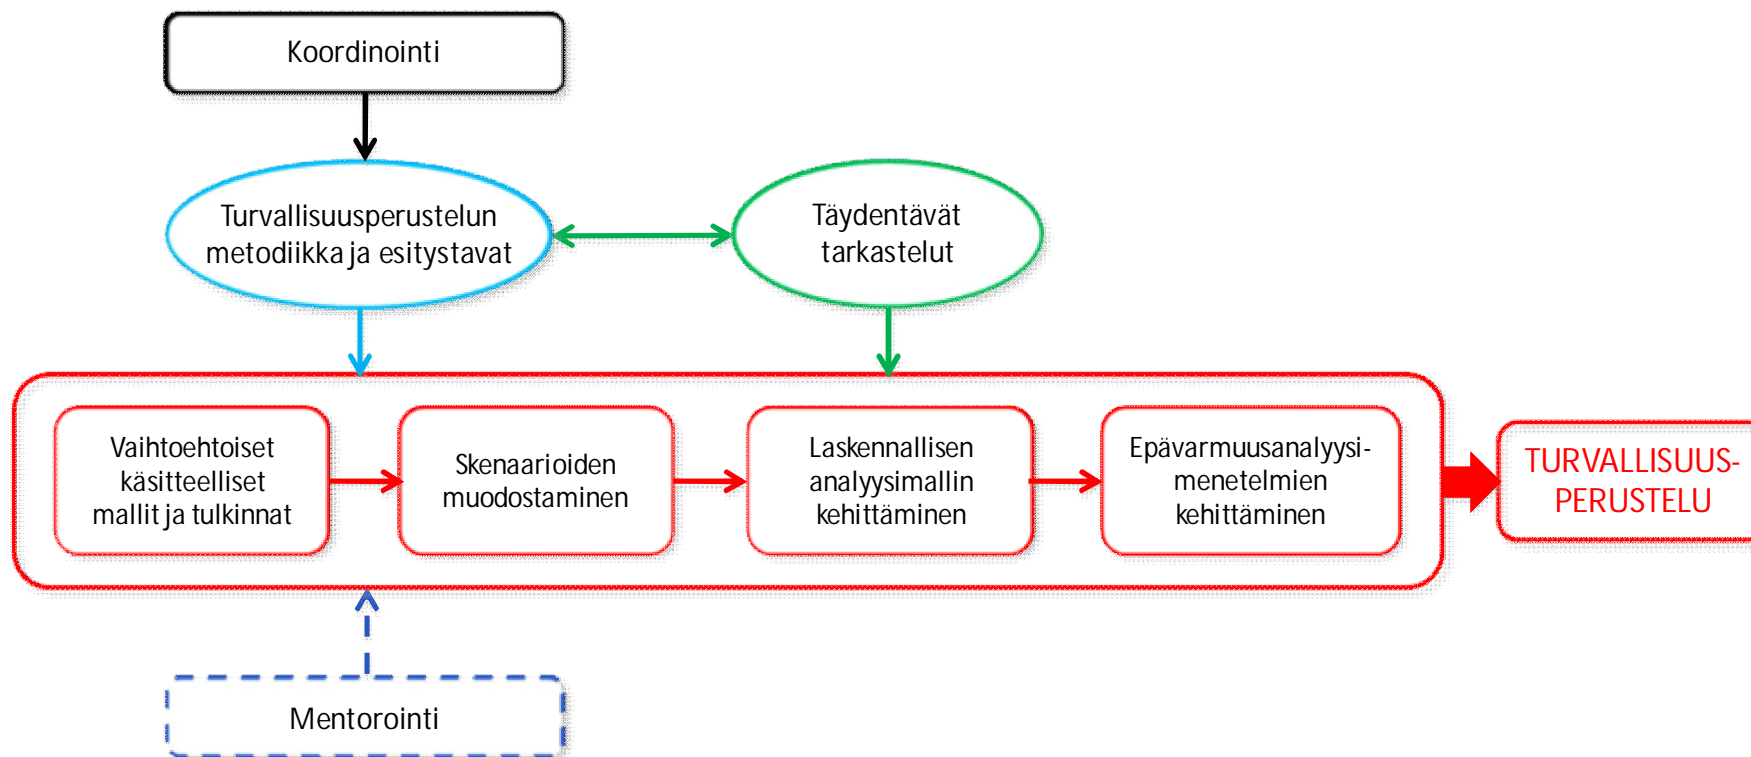 Koordinointi
Turvallisuusperustelun
metodiikka ja esitystavat
Täydentävät
tarkastelut
Vaihtoehtoiset
käsitteelliset
mallit ja tulkinnat
Skenaarioiden
muodostaminen
Laskennallisen
analyysimallin
kehittäminen
Epävarmuusanalyysi-
menetelmien
kehittäminen
TURVALLISUUS-
PERUSTELU
Mentorointi